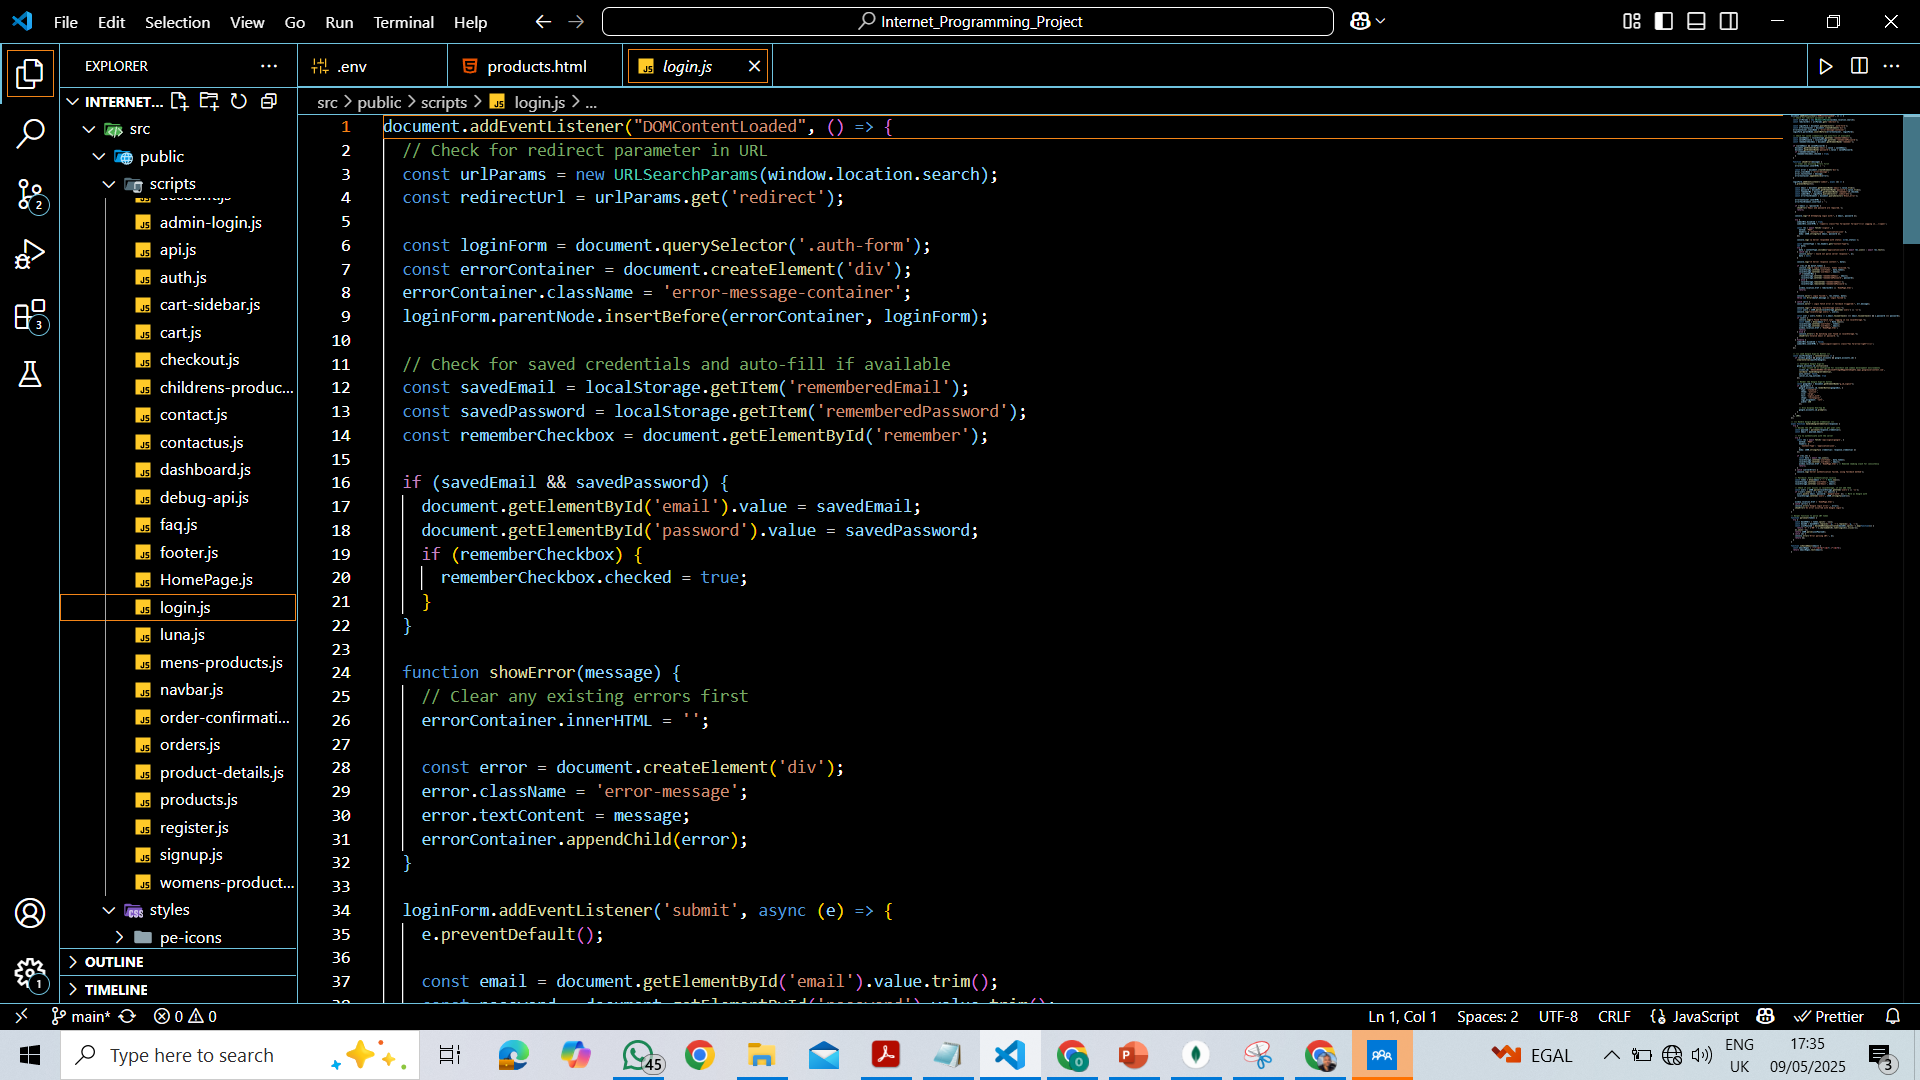 File Edit Selection View Go Run Terminal Help
Internet_Programming_Project
EXPLORER
.env
products.html
login.js
INTERNET...
src
public
scripts
admin-login.js
api.js
auth.js
cart-sidebar.js
cart.js
checkout.js
childrens-produc...
contact.js
contactus.js
dashboard.js
debug-api.js
faq.js
footer.js
HomePage.js
login.js
luna.js
mens-products.js
navbar.js
order-confirmati...
orders.js
product-details.js
products.js
register.js
signup.js
womens-product...
styles
pe-icons
OUTLINE
TIMELINE
src > public > scripts > login.js > ...
1 document.addEventListener("DOMContentLoaded", () => {
2 // Check for redirect parameter in URL
3 const urlParams = new URLSearchParams(window.location.search);
4 const redirectUrl = urlParams.get('redirect');
5
6 const loginForm = document.querySelector('.auth-form');
7 const errorContainer = document.createElement('div');
8 errorContainer.className = 'error-message-container';
9 loginForm.parentNode.insertBefore(errorContainer, loginForm);
10
11 // Check for saved credentials and auto-fill if available
12 const savedEmail = localStorage.getItem('rememberedEmail');
13 const savedPassword = localStorage.getItem('rememberedPassword');
14 const rememberCheckbox = document.getElementById('remember');
15
16 if (savedEmail && savedPassword) {
17 document.getElementById('email').value = savedEmail;
18 document.getElementById('password').value = savedPassword;
19 if (rememberCheckbox) {
20 rememberCheckbox.checked = true;
21 }
22 }
23
24 function showError(message) {
25 // Clear any existing errors first
26 errorContainer.innerHTML = '';
27
28 const error = document.createElement('div');
29 error.className = 'error-message';
30 error.textContent = message;
31 errorContainer.appendChild(error);
32 }
33
34 loginForm.addEventListener('submit', async (e) => {
35 e.preventDefault();
36
37 const email = document.getElementById('email').value.trim();
2
3
1
main* 0 0
Ln 1, Col 1 Spaces: 2 UTF-8 CRLF {} JavaScript Prettier
Type here to search
45
EGAL
ENG
UK
17:35
09/05/2025
3